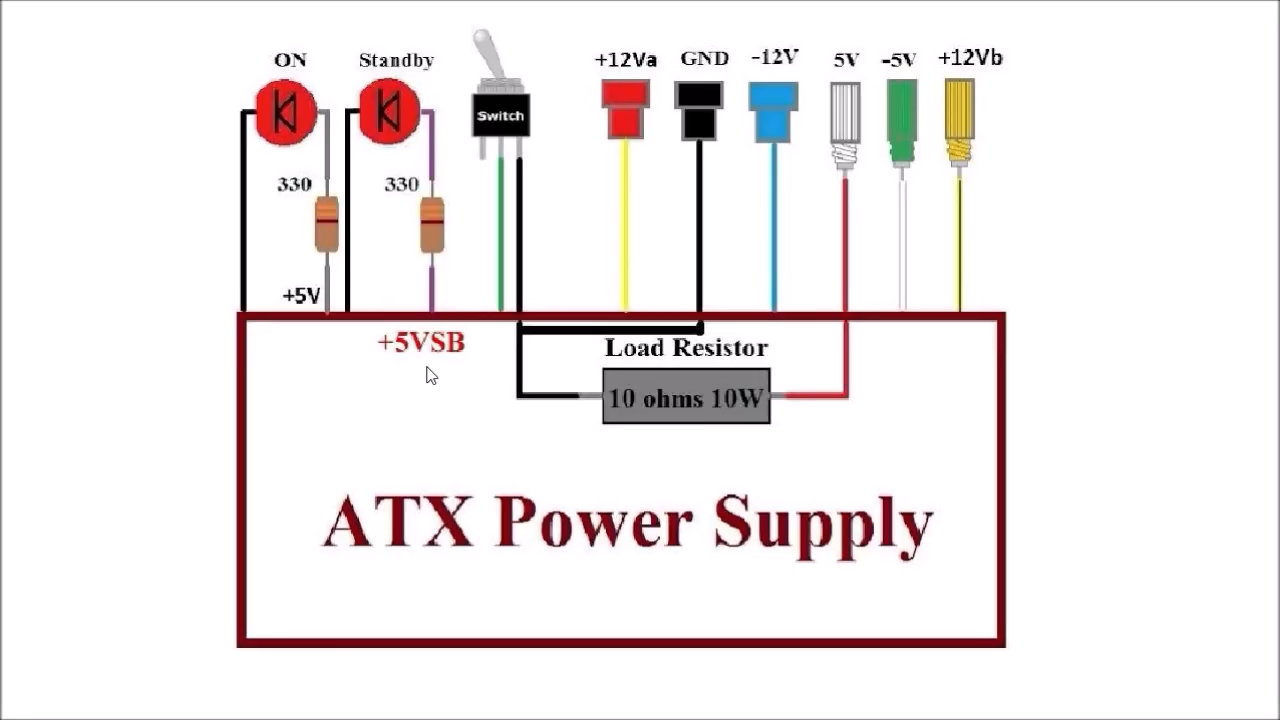 ON
Standby
+12Va
GND
-12V
5V
-5V
+12Vb
Switch
330
330
+5V
+5VSB
Load Resistor
10 ohms 10W
ATX Power Supply